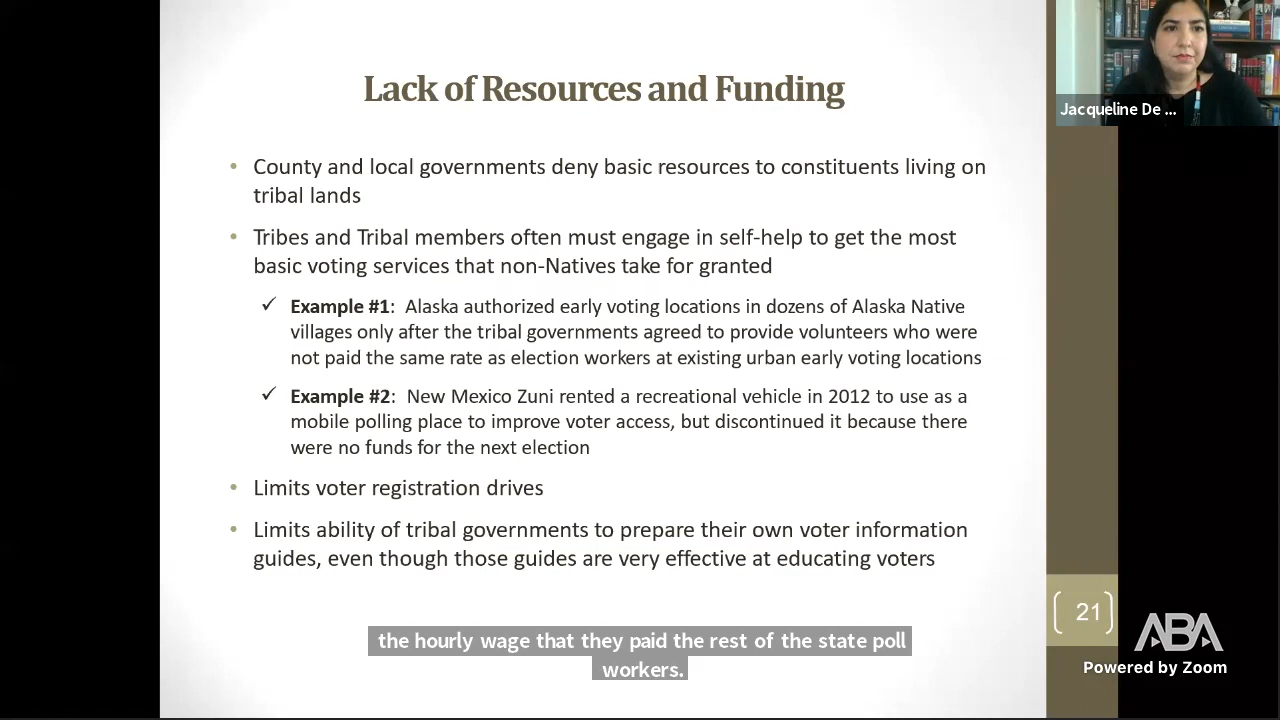 Lack of Resources and Funding
• County and local governments deny basic resources to constituents living on
tribal lands
• Tribes and Tribal members often must engage in self-help to get the most
basic voting services that non-Natives take for granted
✓ Example #1: Alaska authorized early voting locations in dozens of Alaska Native
villages only after the tribal governments agreed to provide volunteers who were
not paid the same rate as election workers at existing urban early voting locations
✓ Example #2: New Mexico Zuni rented a recreational vehicle in 2012 to use as a
mobile polling place to improve voter access, but discontinued it because there
were no funds for the next election
• Limits voter registration drives
• Limits ability of tribal governments to prepare their own voter information
guides, even though those guides are very effective at educating voters
the hourly wage that they paid the rest of the state poll
workers.
Jacqueline De ...
21
ABA
Powered by Zoom